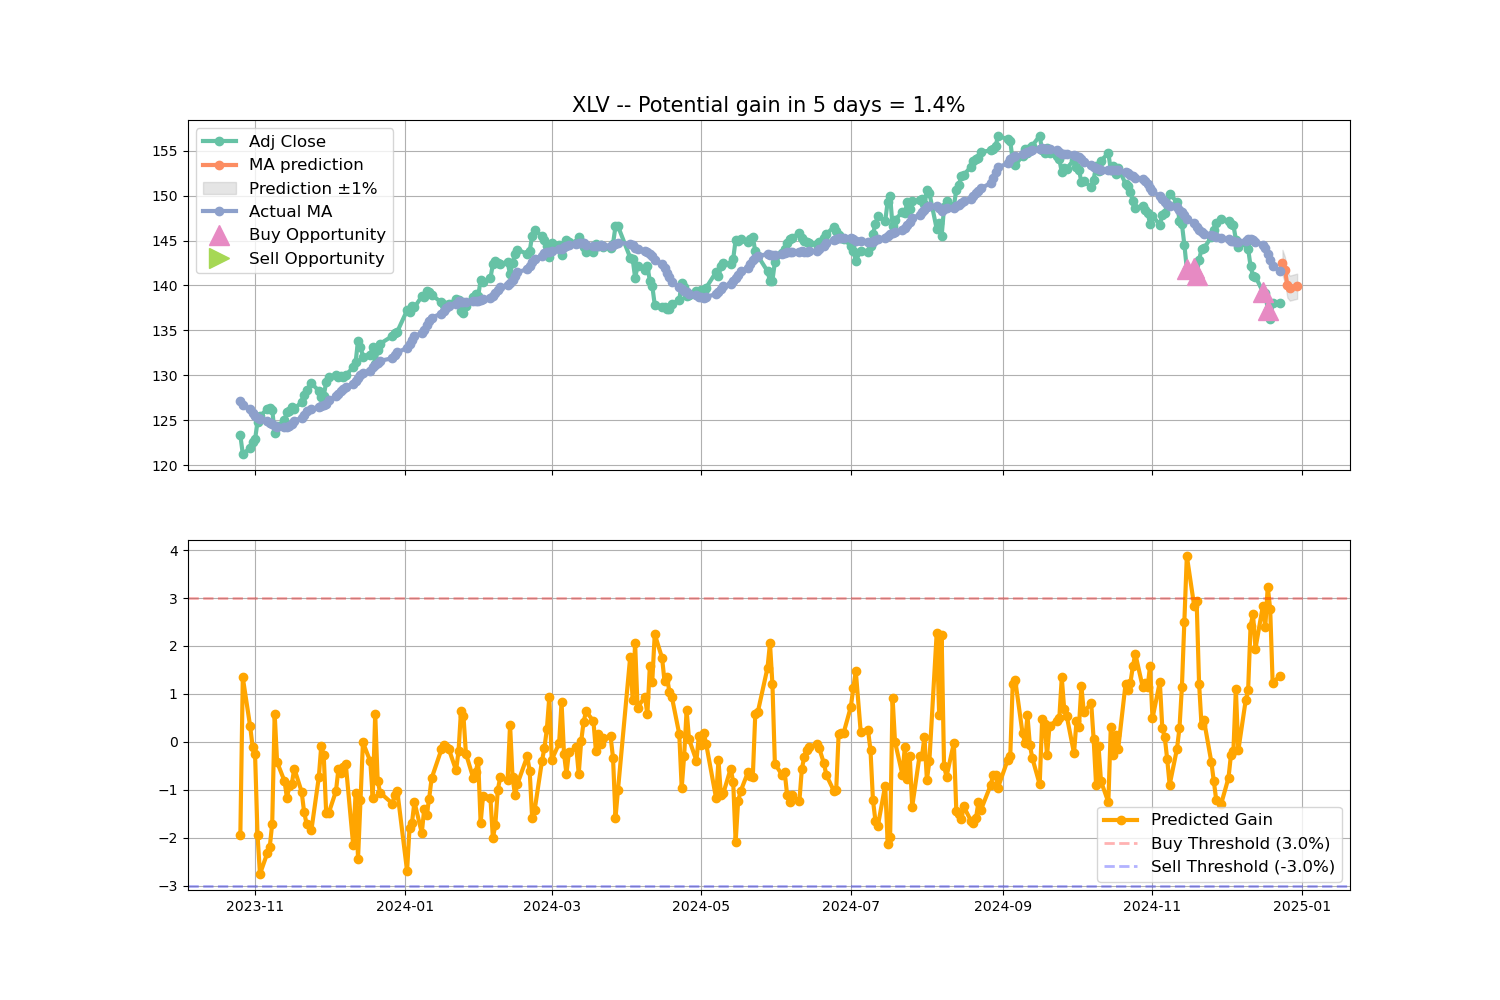 XLV -- Potential gain in 5 days = 1.4%
Adj Close
MA prediction
Prediction ±1%
Actual MA
Buy Opportunity
Sell Opportunity
155
150
145
140
135
130
125
120
4
3
2
1
0
−1
−2
−3
Predicted Gain
Buy Threshold (3.0%)
Sell Threshold (-3.0%)
2023-11
2024-01
2024-03
2024-05
2024-07
2024-09
2024-11
2025-01